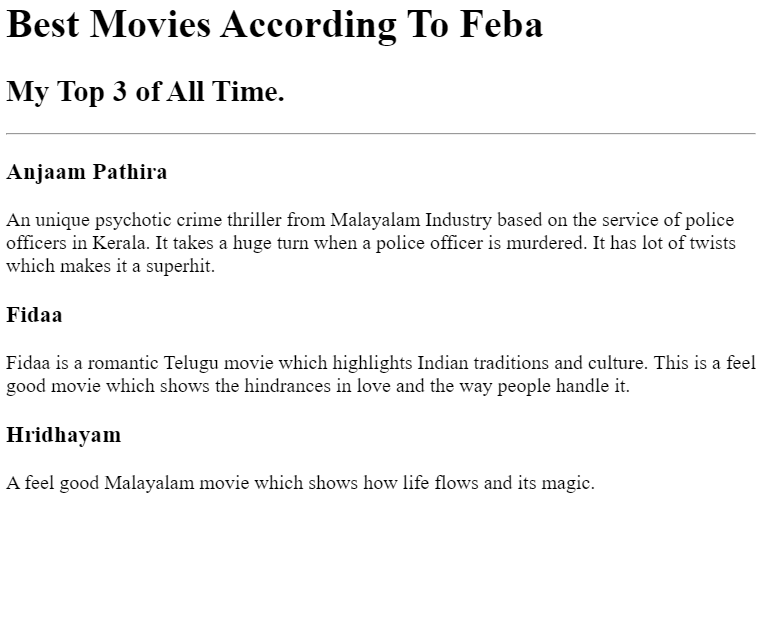 Best Movies According To Feba
My Top 3 of All Time.
Anjaam Pathira
An unique psychotic crime thriller from Malayalam Industry based on the service of police
officers in Kerala. It takes a huge turn when a police officer is murdered. It has lot of twists
which makes it a superhit.
Fidaa
Fidaa is a romantic Telugu movie which highlights Indian traditions and culture. This is a feel
good movie which shows the hindrances in love and the way people handle it.
Hridhayam
A feel good Malayalam movie which shows how life flows and its magic.